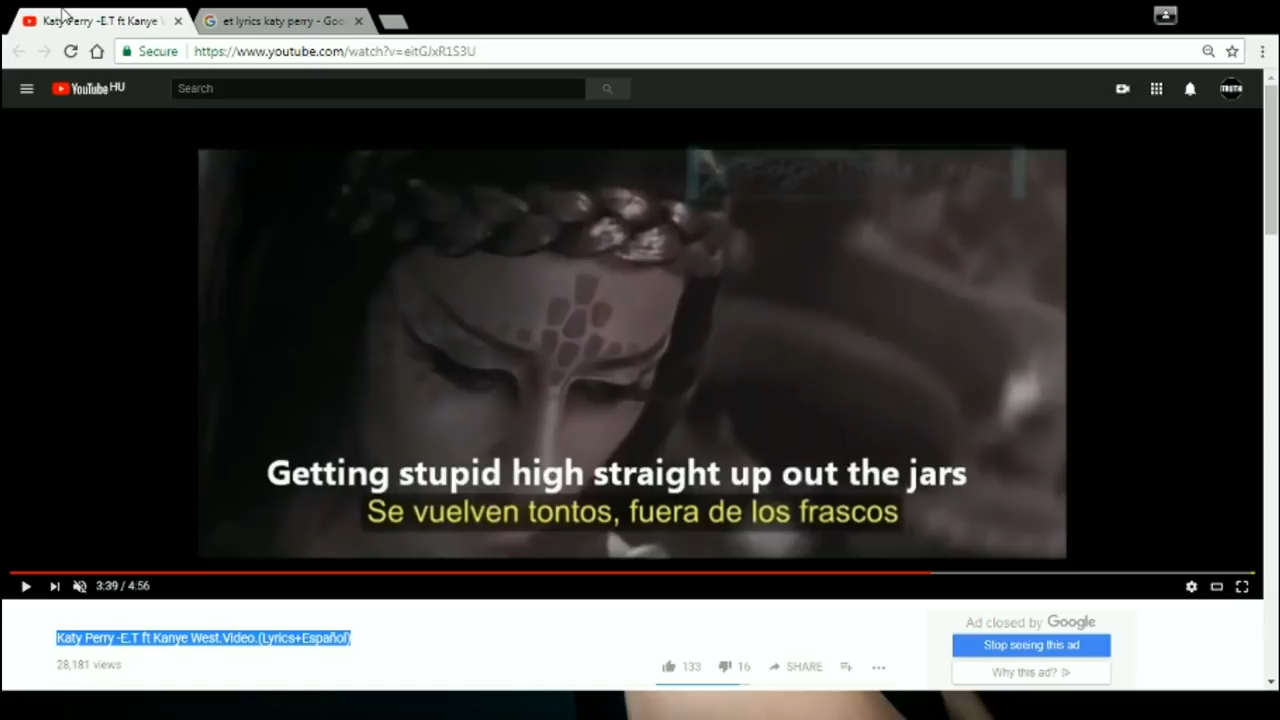 Katy Perry -E.T ft Kanye
et lyrics katy perry - Goo
Secure
https://www.youtube.com/watch?v=eitGJxR1S3U
YouTube HU
Search
TRUTH
Getting stupid high straight up out the jars
Se vuelven tontos, fuera de los frascos
3:39 / 4:56
Katy Perry -E.T ft Kanye West.Video.(Lyrics+Español)
28,181 views
133
16
SHARE
Ad closed by Google
Stop seeing this ad
Why this ad?